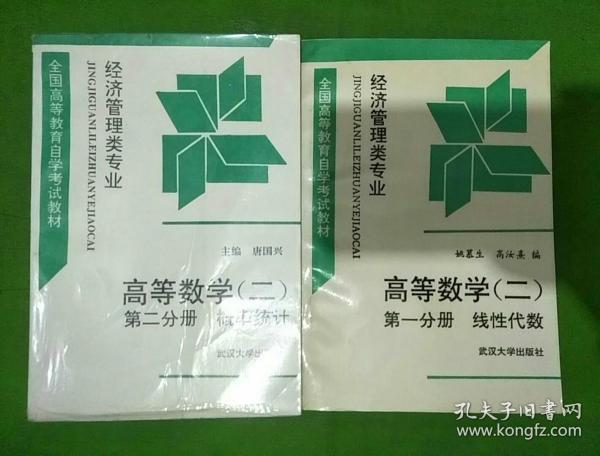 全国高等教育自学考试教材
经济管理类专业
JINGJIGUANLILEIZHUANYEJIAOCAI
主编 唐国兴
高等数学(二)
第二分册 概率统计
武汉大学出
全国高等教育自学考试教材
经济管理类专业
JINGJIGUANLILEIZHUANYEJIAOCAI
姚慕生 高汝熹 编
高等数学(二)
第一分册 线性代数
武汉大学出版社
孔夫子旧书网
kongfz.com